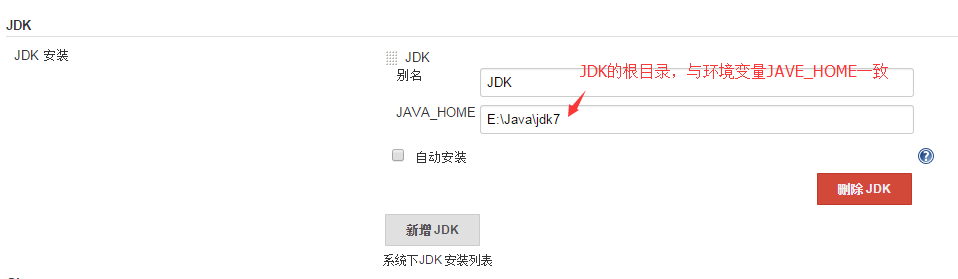 JDK
JDK 安装
JDK
别名
JDK
JDK的根目录，与环境变量JAVE_HOME一致
JAVA_HOME
E:\Java\jdk7
自动安装
?
删除 JDK
新增 JDK
系统下JDK 安装列表